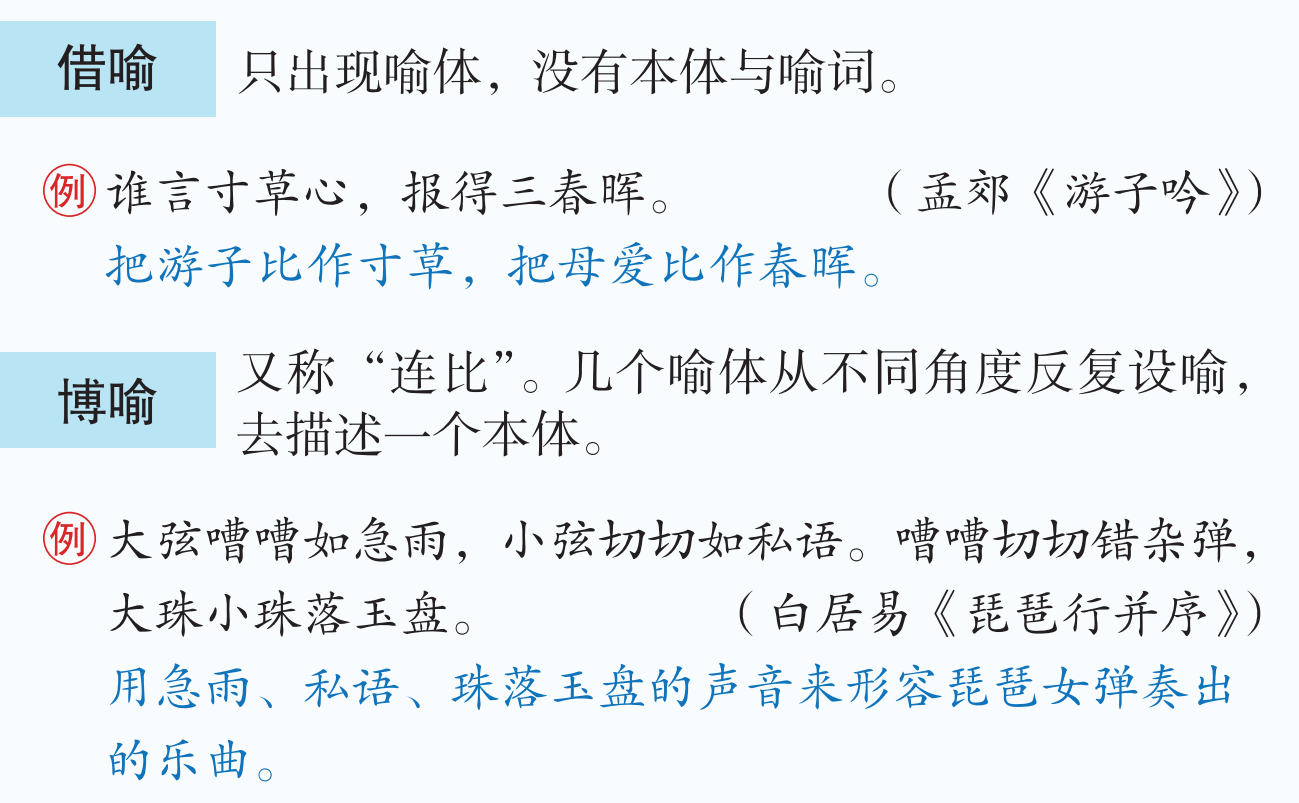 借喻 只出现喻体，没有本体与喻词。
例 谁言寸草心，报得三春晖。 （孟郊《游子吟》）
把游子比作寸草，把母爱比作春晖。
博喻 又称“连比”。几个喻体从不同角度反复设喻，
去描述一个本体。
例 大弦嘈嘈如急雨，小弦切切如私语。嘈嘈切切错杂弹，
大珠小珠落玉盘。 （白居易《琵琶行并序》）
用急雨、私语、珠落玉盘的声音来形容琵琶女弹奏出
的乐曲。